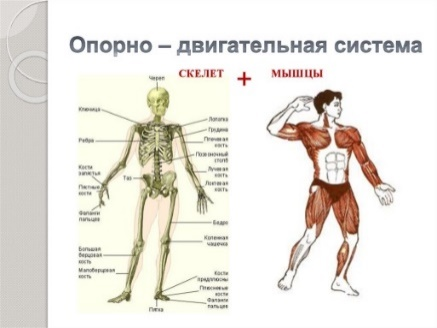 Опорно – двигательная система
СКЕЛЕТ + МЫШЦЫ
Череп
Ключица
Ребра
Кости
запястья
Пястные
кости
Фаланги
пальцев
Большая
берцовая
кость
Малоберцовая
кость
Таз
Пятка
Лопатка
Грудина
Плечевая
кость
Позвоночный
столб
Лучевая
кость
Локтевая
кость
Бедро
Коленная
чашечка
Кости
предплюсны
Плюсневые
кости
Фаланги
пальцев